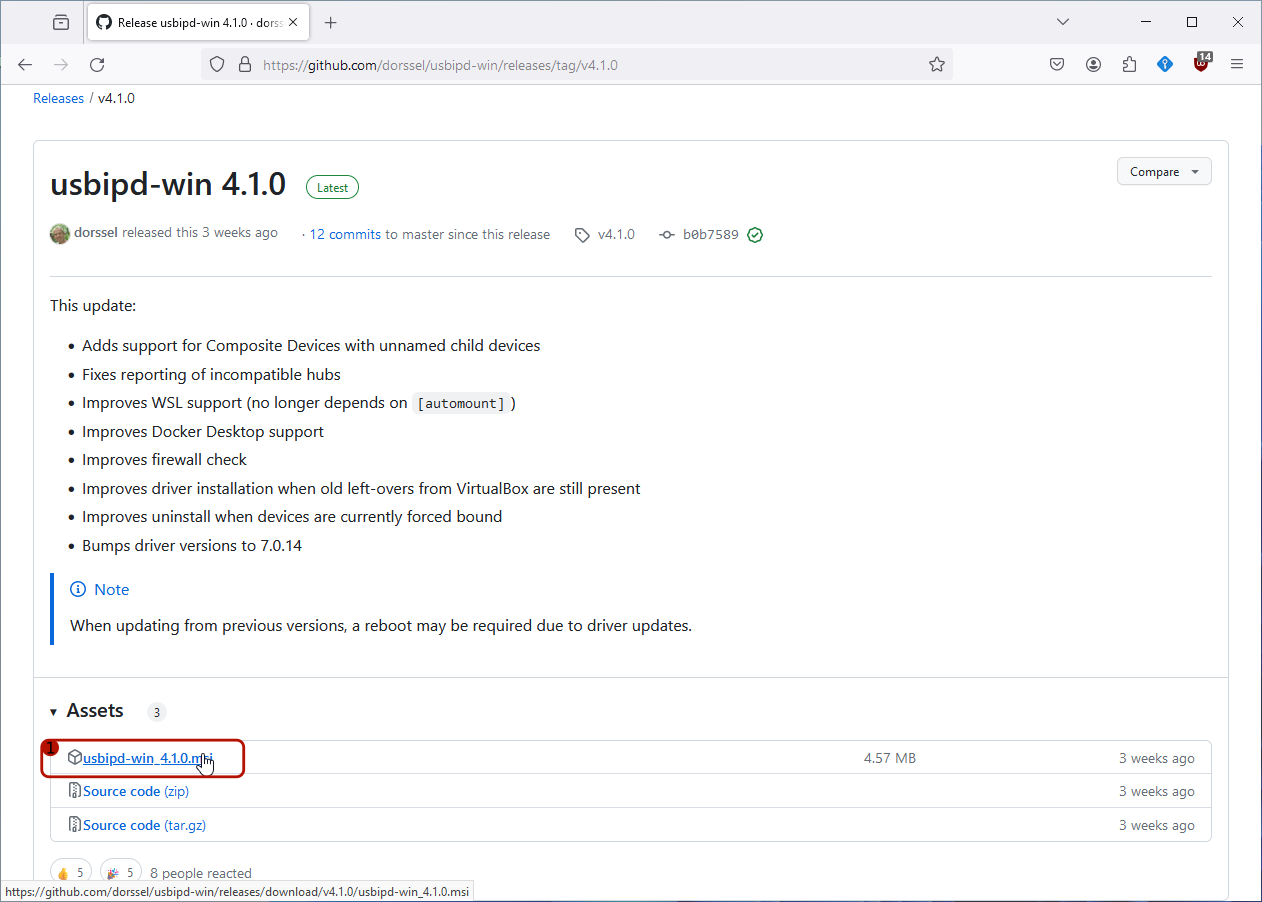 Release usbipd-win 4.1.0 · dorss
https://github.com/dorssel/usbipd-win/releases/tag/v4.1.0
14
Releases / v4.1.0
usbipd-win 4.1.0
Latest
Compare
dorssel released this 3 weeks ago
· 12 commits to master since this release
v4.1.0
b0b7589
This update:
• Adds support for Composite Devices with unnamed child devices
• Fixes reporting of incompatible hubs
• Improves WSL support (no longer depends on [automount] )
• Improves Docker Desktop support
• Improves firewall check
• Improves driver installation when old left-overs from VirtualBox are still present
• Improves uninstall when devices are currently forced bound
• Bumps driver versions to 7.0.14
Note
When updating from previous versions, a reboot may be required due to driver updates.
Assets 3
1
usbipd-win_4.1.0.msi 4.57 MB 3 weeks ago
Source code (zip) 3 weeks ago
Source code (tar.gz) 3 weeks ago
👍 5 🎉 5 8 people reacted
https://github.com/dorssel/usbipd-win/releases/download/v4.1.0/usbipd-win_4.1.0.msi